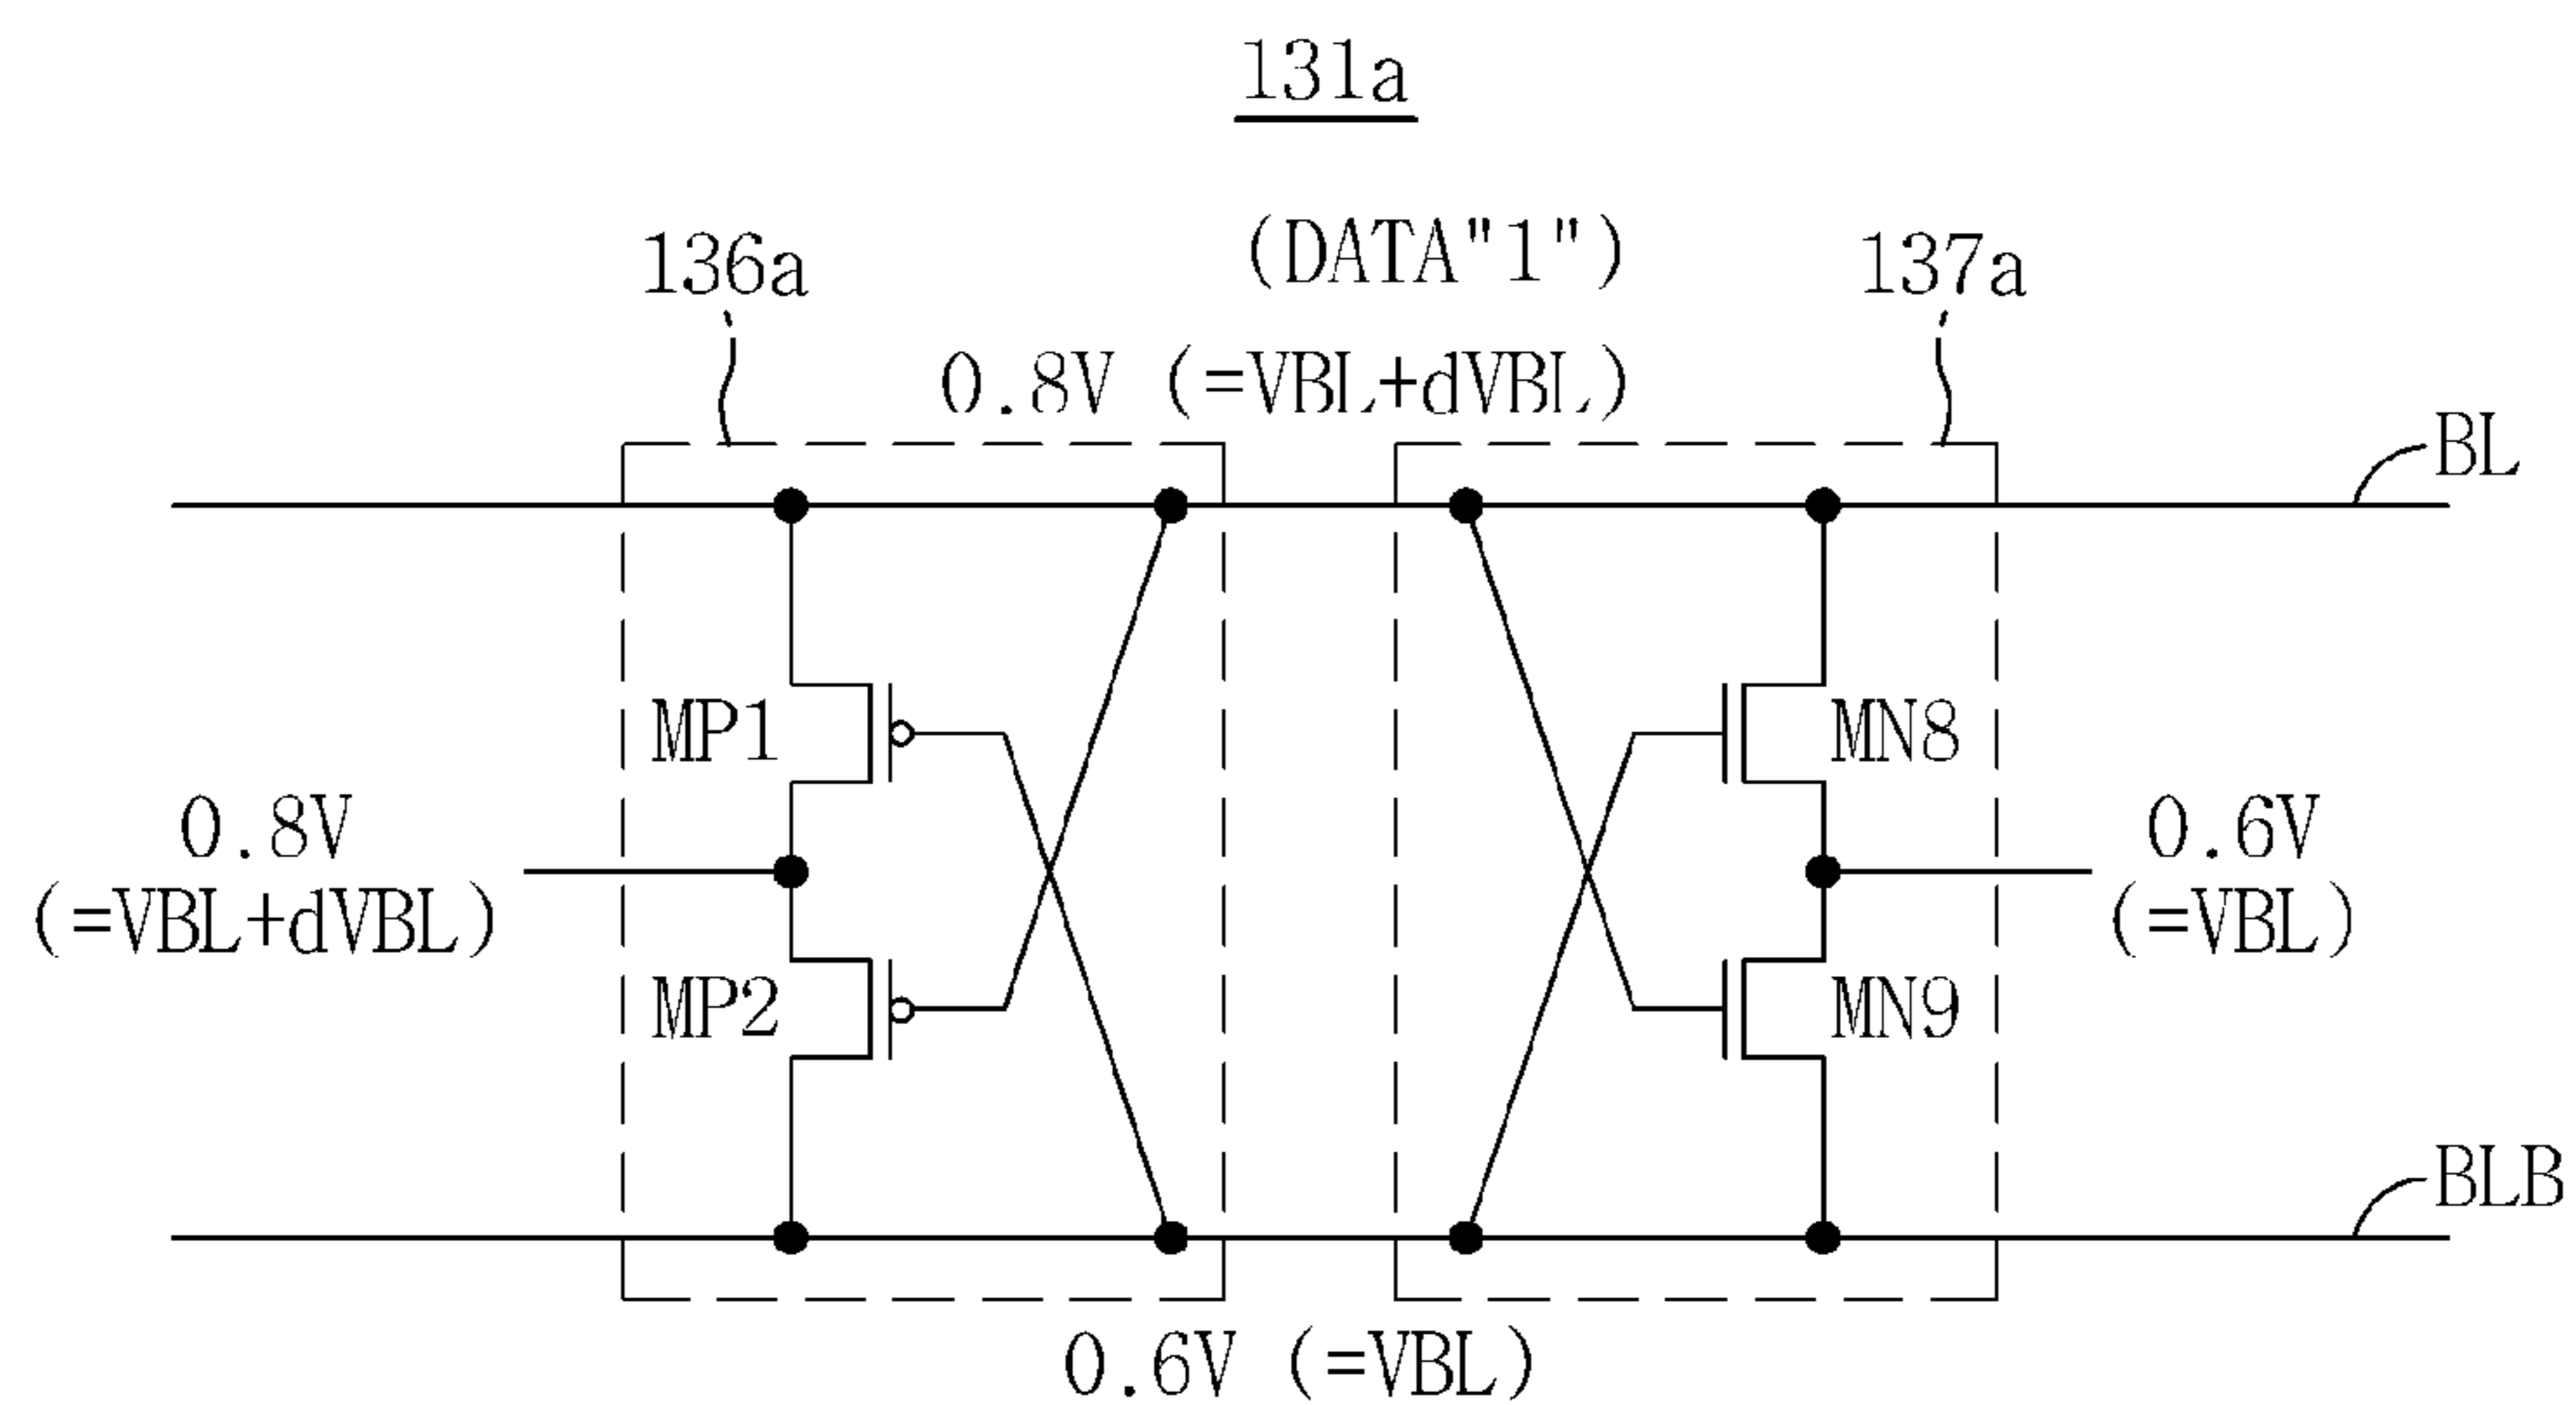 131a
(DATA"1")
136a
137a
0.8V (=VBL+dVBL)
BL
MP1
MN8
0.8V
(=VBL+dVBL)
0.6V
(=VBL)
MP2
MN9
BLB
0.6V (=VBL)